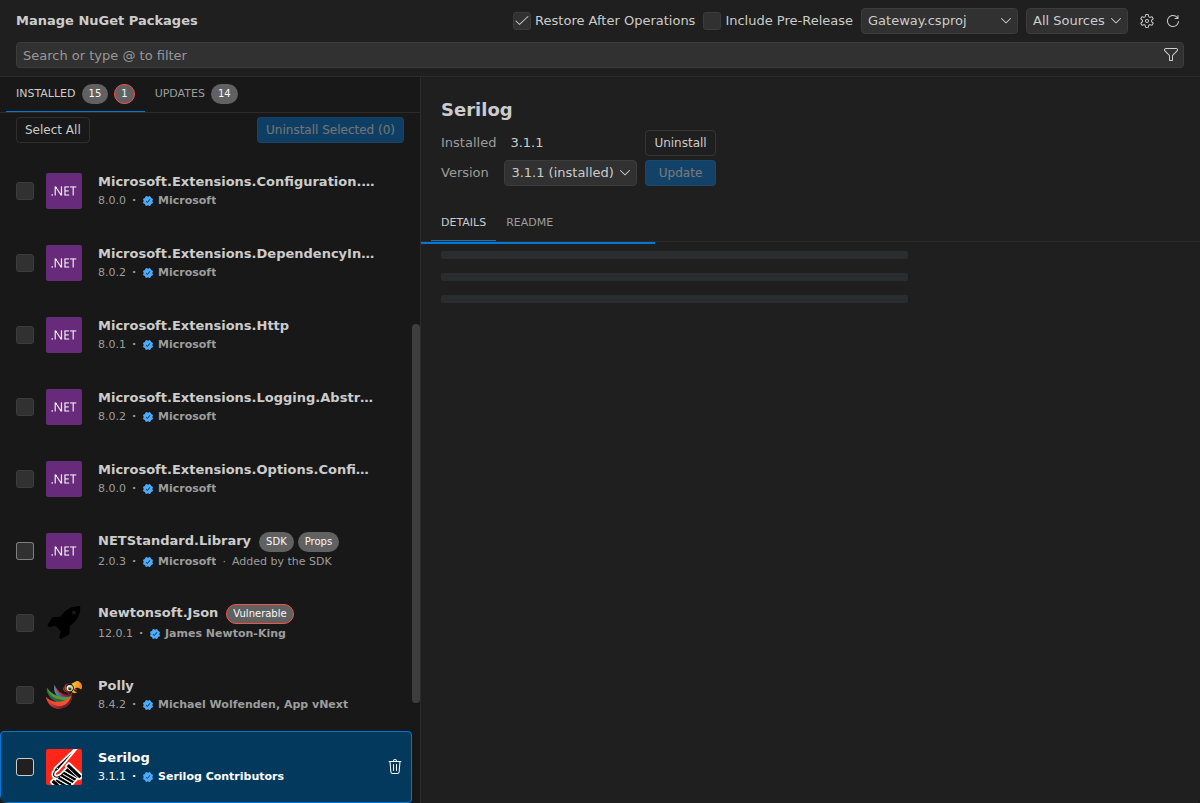 Manage NuGet Packages
Restore After Operations
Include Pre-Release
Gateway.csproj
All Sources
Search or type @ to filter
INSTALLED 15 1 UPDATES 14
Select All
Uninstall Selected (0)
.NET
Microsoft.Extensions.Configuration....
8.0.0 · Microsoft
.NET
Microsoft.Extensions.DependencyIn...
8.0.2 · Microsoft
.NET
Microsoft.Extensions.Http
8.0.1 · Microsoft
.NET
Microsoft.Extensions.Logging.Abstr...
8.0.2 · Microsoft
.NET
Microsoft.Extensions.Options.Confi...
8.0.0 · Microsoft
.NET
NETStandard.Library SDK Props
2.0.3 · Microsoft · Added by the SDK
Newtonsoft.Json Vulnerable
12.0.1 · James Newton-King
Polly
8.4.2 · Michael Wolfenden, App vNext
Serilog
3.1.1 · Serilog Contributors
Serilog
Installed 3.1.1 Uninstall
Version 3.1.1 (installed) Update
DETAILS README